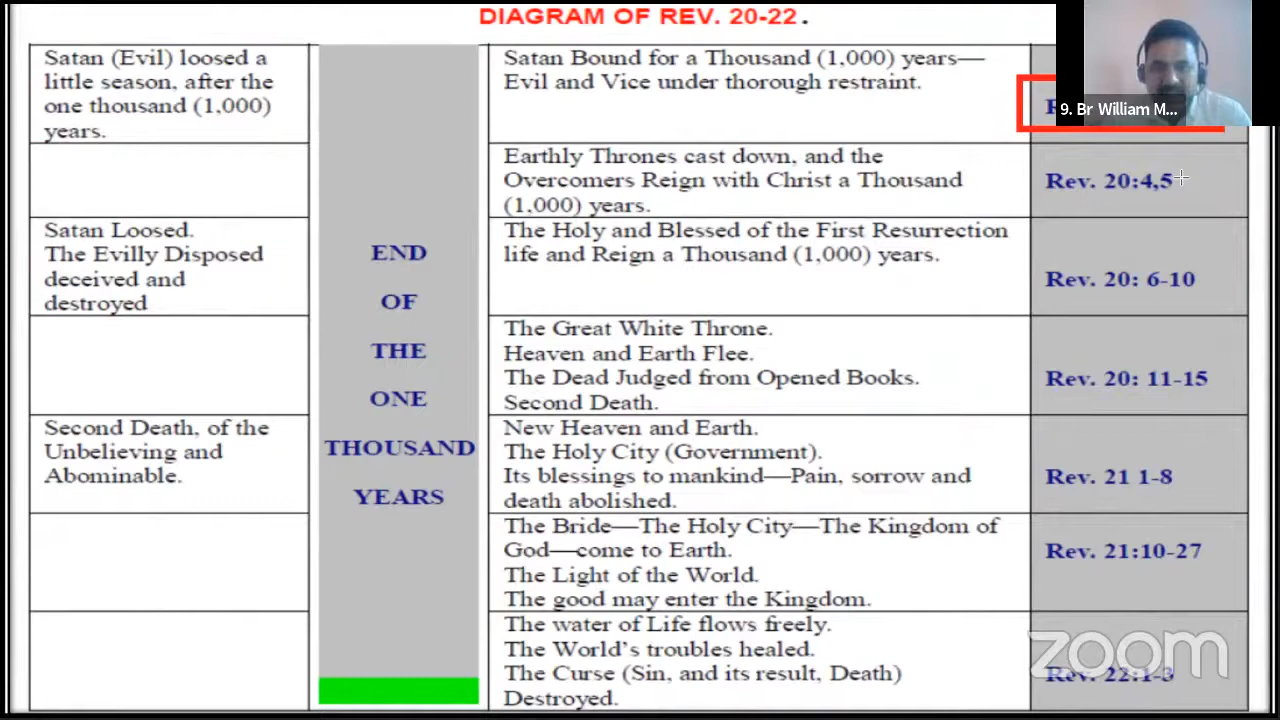 DIAGRAM OF REV. 20-22.
Satan (Evil) loosed a
little season, after the
one thousand (1,000)
years.
Satan Bound for a Thousand (1,000) years—
Evil and Vice under thorough restraint.
9. Br William M...
Earthly Thrones cast down, and the
Overcomers Reign with Christ a Thousand
(1,000) years.
Rev. 20:4,5
Satan Loosed.
The Evilly Disposed
deceived and
destroyed
END
OF
THE
ONE
THOUSAND
YEARS
The Holy and Blessed of the First Resurrection
life and Reign a Thousand (1,000) years.
Rev. 20: 6-10
The Great White Throne.
Heaven and Earth Flee.
The Dead Judged from Opened Books.
Second Death.
Rev. 20: 11-15
Second Death, of the
Unbelieving and
Abominable.
New Heaven and Earth.
The Holy City (Government).
Its blessings to mankind—Pain, sorrow and
death abolished.
Rev. 21 1-8
The Bride—The Holy City—The Kingdom of
God—come to Earth.
The Light of the World.
The good may enter the Kingdom.
Rev. 21:10-27
The water of Life flows freely.
The World's troubles healed.
The Curse (Sin, and its result, Death)
Destroyed.
Rev. 22:1-3
zoom